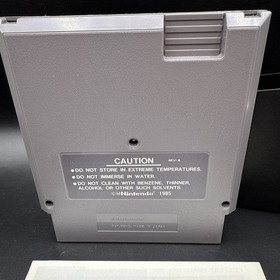 CAUTION REV-A
•DO NOT STORE IN EXTREME TEMPERATURES.
•DO NOT IMMERSE IN WATER.
•DO NOT CLEAN WITH BENZENE, THINNER,
ALCOHOL OR OTHER SUCH SOLVENTS.
Nintendo 1985